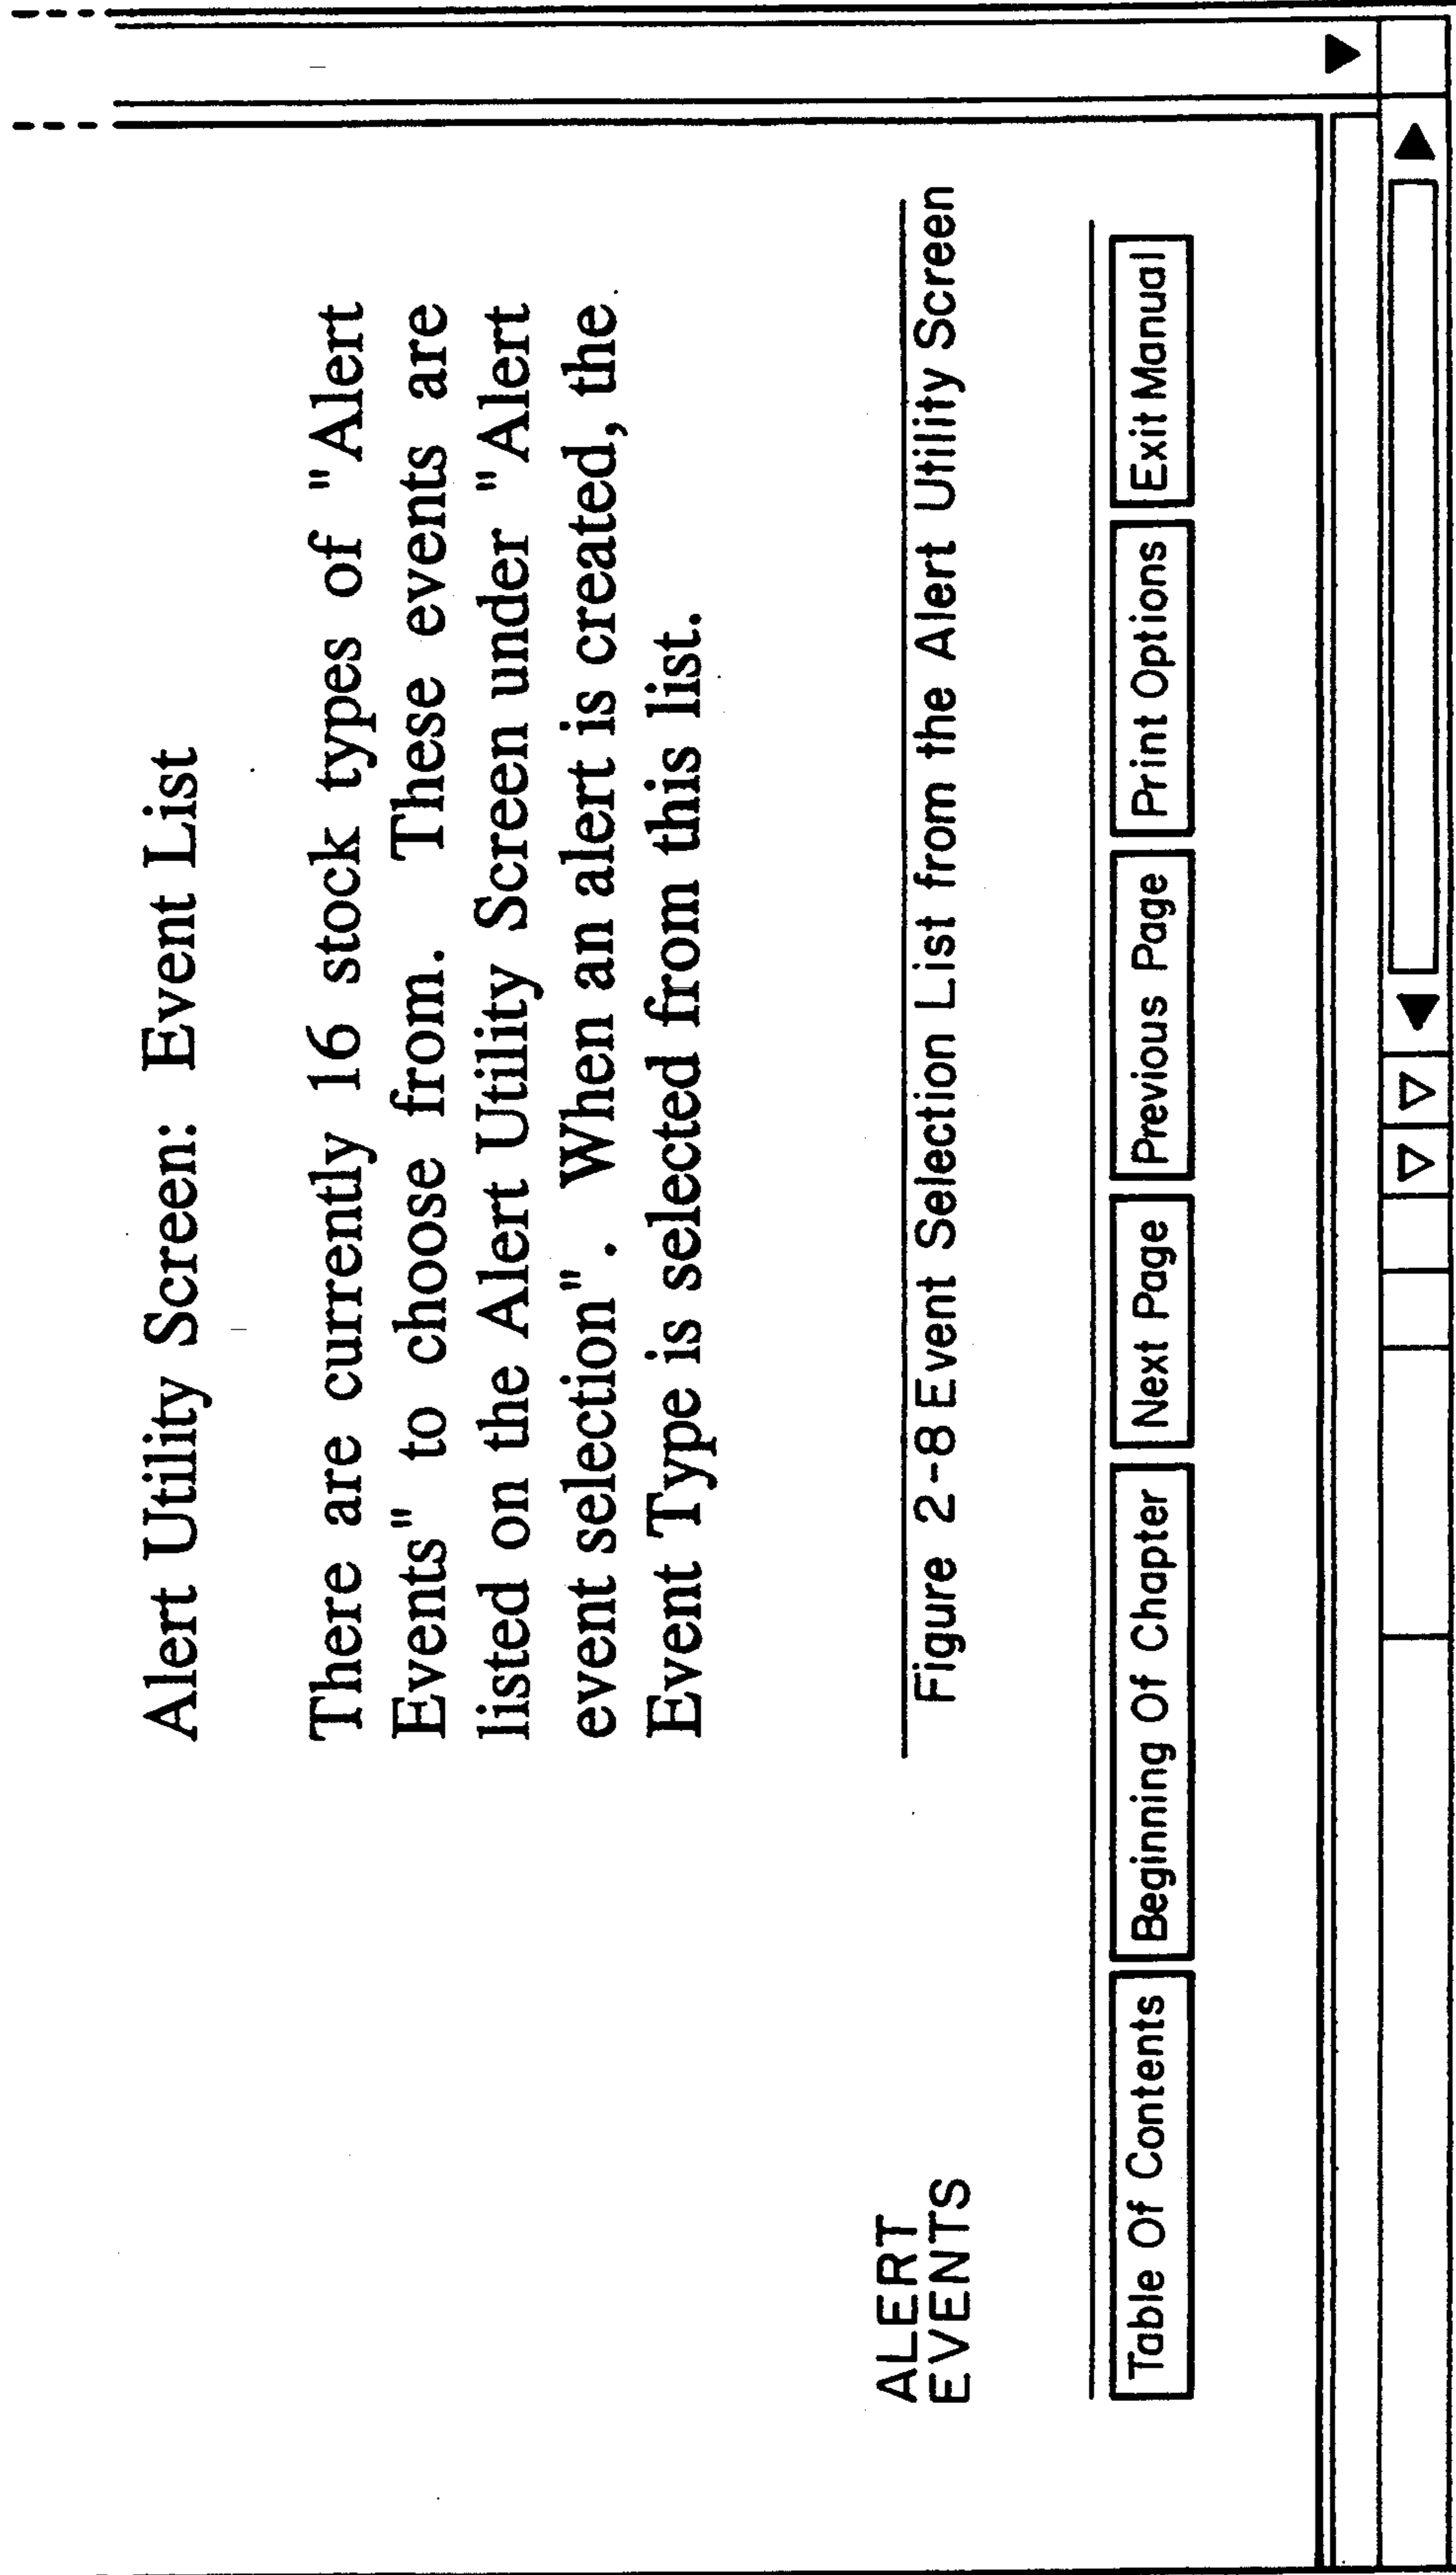 Alert Utility Screen: Event List
There are currently 16 stock types of "Alert
Events" to choose from. These events are
listed on the Alert Utility Screen under "Alert
event selection". When an alert is created, the
Event Type is selected from this list.
ALERT
EVENTS
Figure 2-8 Event Selection List from the Alert Utility Screen
Table Of Contents Beginning Of Chapter Next Page Previous Page Print Options Exit Manual